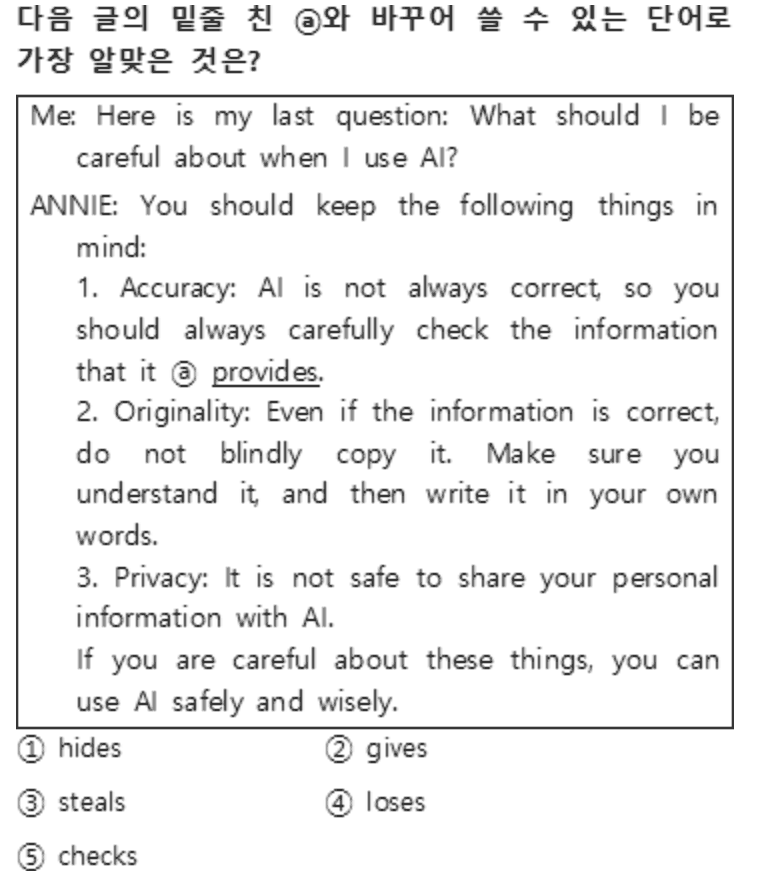 다음 글의 밑줄 친 ⓐ와 바꾸어 쓸 수 있는 단어로
가장 알맞은 것은?
Me: Here is my last question: What should I be
careful about when I use AI?
ANNIE: You should keep the following things in
mind:
1. Accuracy: AI is not always correct, so you
should always carefully check the information
that it ⓐ provides.
2. Originality: Even if the information is correct,
do not blindly copy it. Make sure you
understand it, and then write it in your own
words.
3. Privacy: It is not safe to share your personal
information with AI.
If you are careful about these things, you can
use AI safely and wisely.
① hides ② gives
③ steals ④ loses
⑤ checks